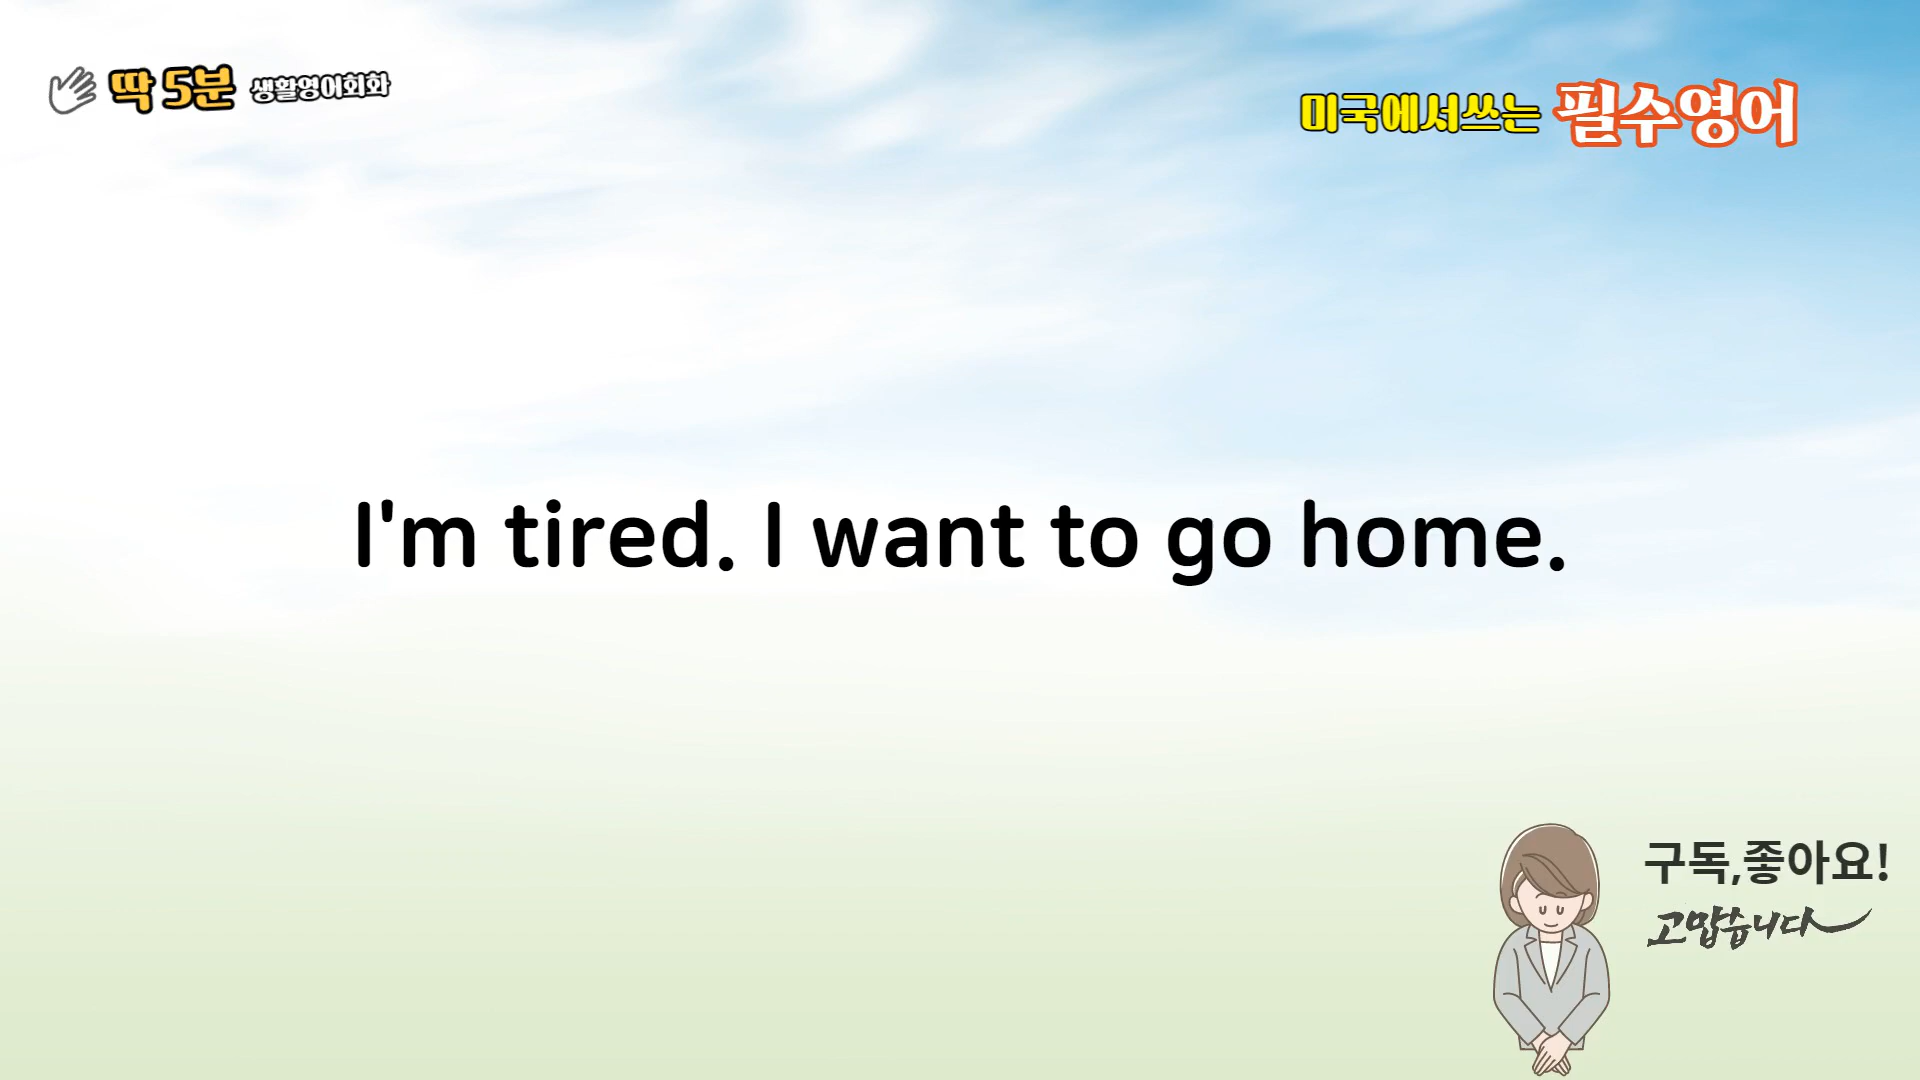 딱 5분 생활영어회화
미국에서쓰는 필수영어
I'm tired. I want to go home.
구독,좋아요!
고맙습니다